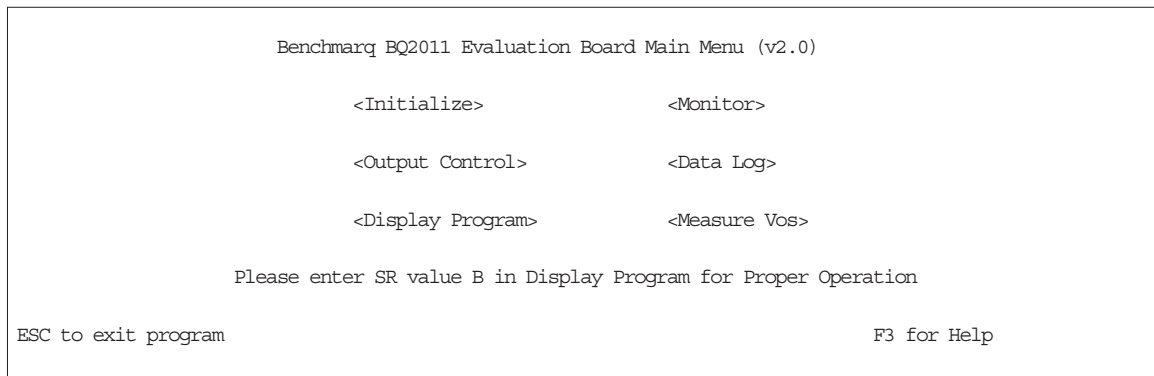 Benchmarq BQ2011 Evaluation Board Main Menu (v2.0)
<Initialize> <Monitor>
<Output Control> <Data Log>
<Display Program> <Measure Vos>
Please enter SR value B in Display Program for Proper Operation
ESC to exit program F3 for Help